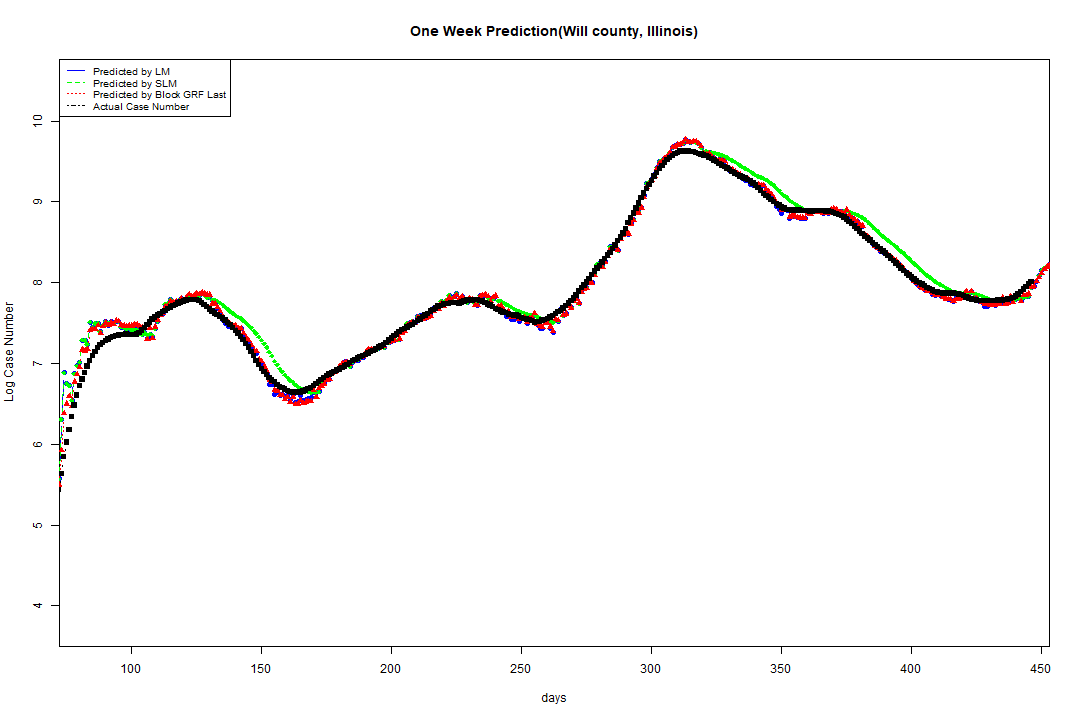 One Week Prediction(Will county, Illinois)
Predicted by LM
Predicted by SLM
Predicted by Block GRF Last
Actual Case Number
10
9
8
7
6
5
4
Log Case Number
100 150 200 250 300 350 400 450
days